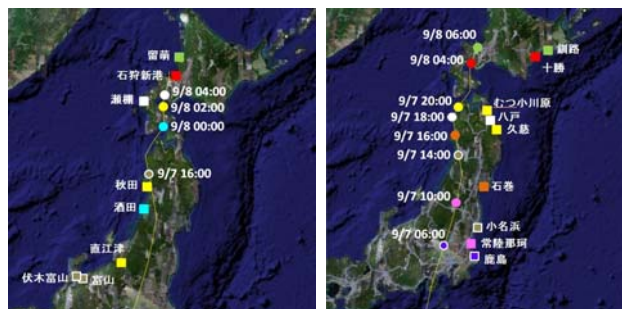 留萌
石狩新港
9/8 04:00
瀬棚
9/8 02:00
9/8 00:00
9/7 16:00
秋田
酒田
直江津
伏木富山
富山
9/8 06:00
釧路
9/8 04:00
十勝
9/7 20:00
むつ小川原
9/7 18:00
八戸
9/7 16:00
久慈
9/7 14:00
石巻
9/7 10:00
小名浜
9/7 06:00
常陸那珂
鹿島